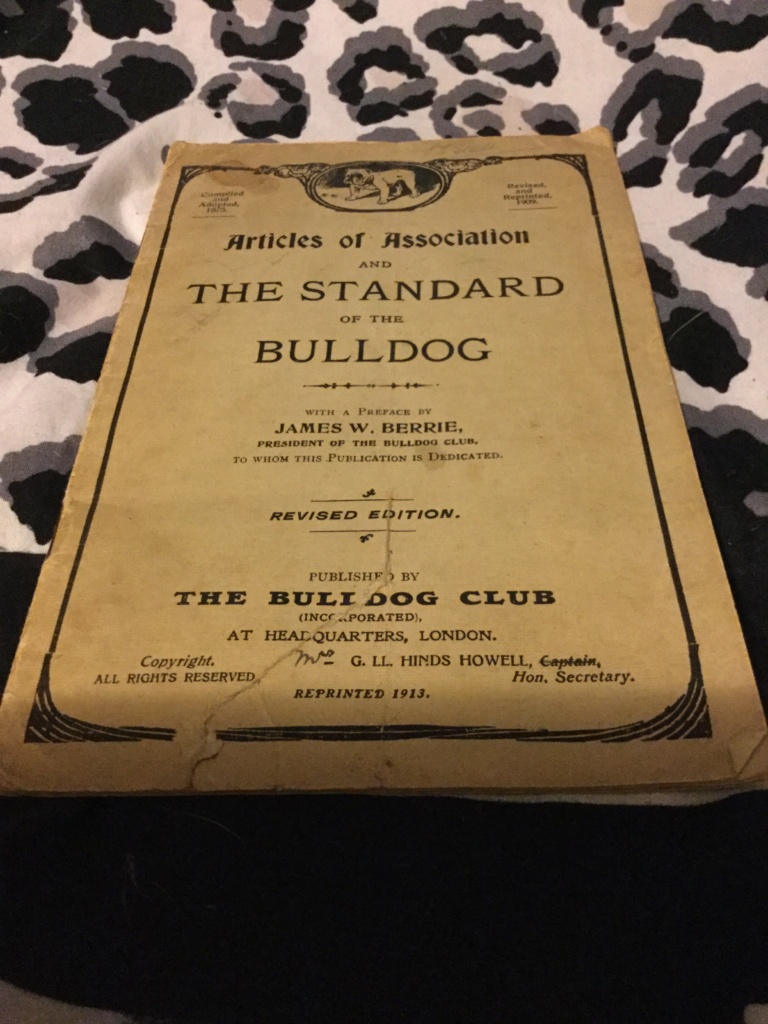 Compiled
and
Adopted,
1875.
Revised,
and
Reprinted,
1909.
Articles of Association
AND
THE STANDARD
OF THE
BULLDOG
WITH A PREFACE BY
JAMES W. BERRIE,
PRESIDENT OF THE BULLDOG CLUB,
TO WHOM THIS PUBLICATION IS DEDICATED.
REVISED EDITION.
PUBLISHED BY
THE BULLDOG CLUB
(INCORPORATED),
AT HEADQUARTERS, LONDON.
Copyright. Mrs G. LL. HINDS HOWELL, Captain,
ALL RIGHTS RESERVED. Hon. Secretary.
REPRINTED 1913.